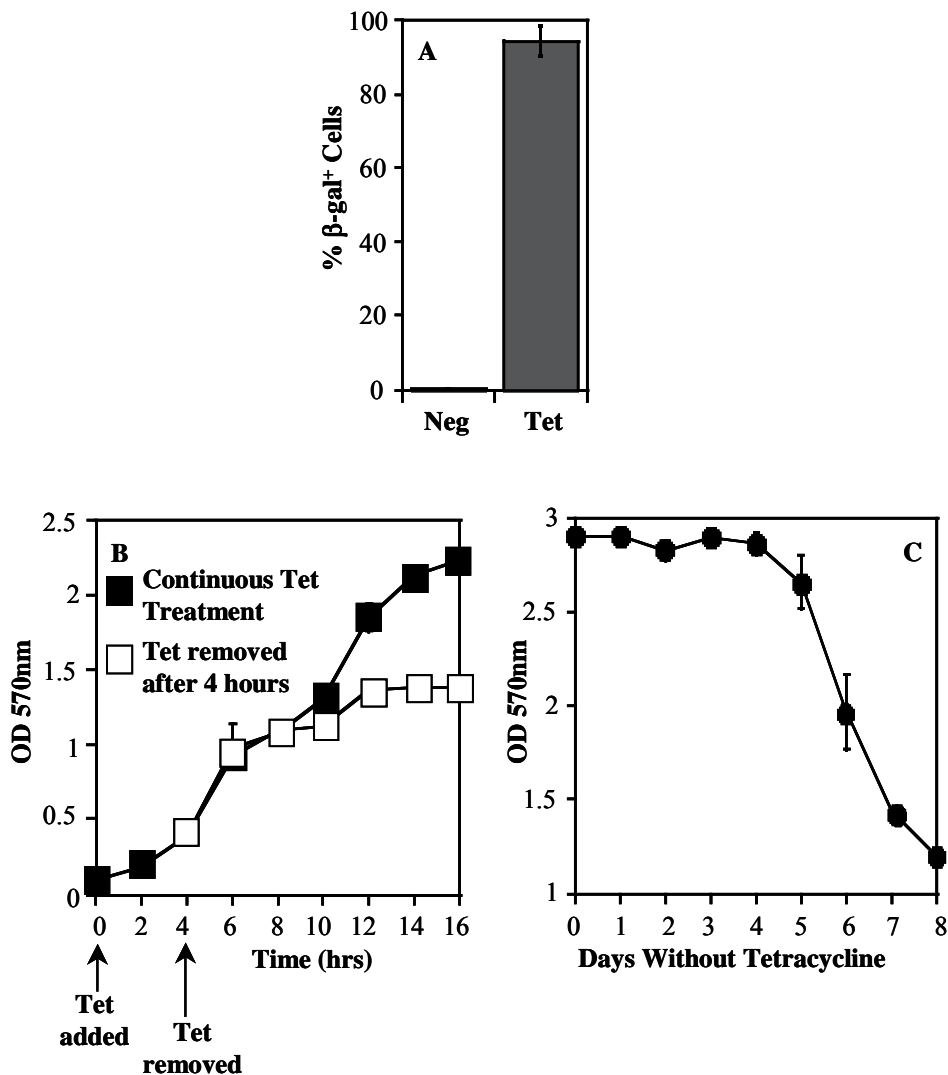 100
80
60
40
20
0
% β-gal⁺ Cells
A
Neg Tet
2.5
2
1.5
1
0.5
0
OD 570nm
B
Continuous Tet
Treatment
Tet removed
after 4 hours
0 2 4 6 8 10 12 14 16
Time (hrs)
Tet
added
Tet
removed
3
2.5
2
1.5
1
OD 570nm
C
0 1 2 3 4 5 6 7 8
Days Without Tetracycline